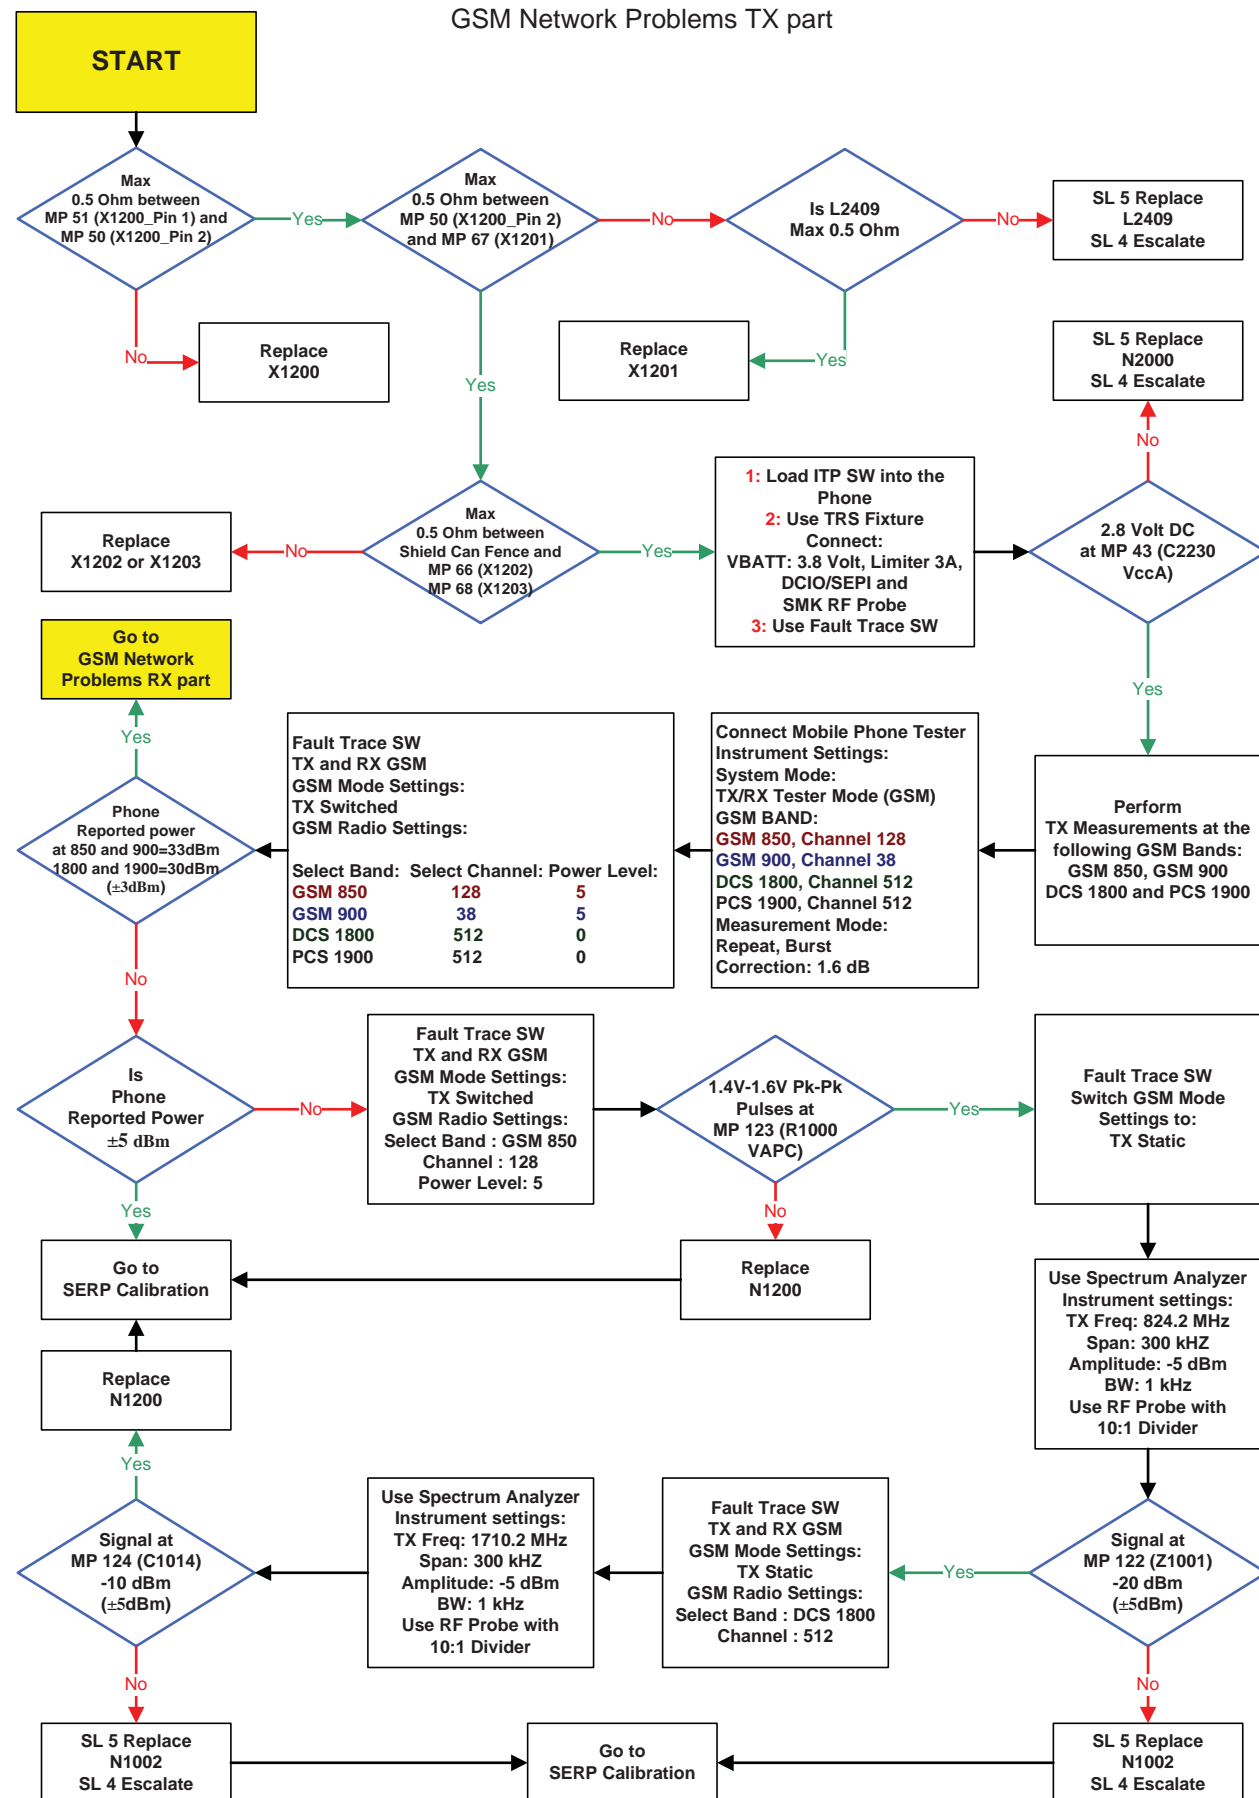 GSM Network Problems TX part
START
Max
0.5 Ohm between
MP 51 (X1200_Pin 1) and
MP 50 (X1200_Pin 2)
Yes
Max
0.5 Ohm between
MP 50 (X1200_Pin 2)
and MP 67 (X1201)
No
Is L2409
Max 0.5 Ohm
No
SL 5 Replace
L2409
SL 4 Escalate
No
Replace
X1200
Yes
Replace
X1201
Yes
SL 5 Replace
N2000
SL 4 Escalate
No
Replace
X1202 or X1203
No
Max
0.5 Ohm between
Shield Can Fence and
MP 66 (X1202)
MP 68 (X1203)
Yes
1: Load ITP SW into the
Phone
2: Use TRS Fixture
Connect:
VBATT: 3.8 Volt, Limiter 3A,
DCIO/SEPI and
SMK RF Probe
3: Use Fault Trace SW
2.8 Volt DC
at MP 43 (C2230
VccA)
Yes
Go to
GSM Network
Problems RX part
Yes
Phone
Reported power
at 850 and 900=33dBm
1800 and 1900=30dBm
(±3dBm)
Fault Trace SW
TX and RX GSM
GSM Mode Settings:
TX Switched
GSM Radio Settings:
Select Band: Select Channel: Power Level:
GSM 850 128 5
GSM 900 38 5
DCS 1800 512 0
PCS 1900 512 0
Connect Mobile Phone Tester
Instrument Settings:
System Mode:
TX/RX Tester Mode (GSM)
GSM BAND:
GSM 850, Channel 128
GSM 900, Channel 38
DCS 1800, Channel 512
PCS 1900, Channel 512
Measurement Mode:
Repeat, Burst
Correction: 1.6 dB
Perform
TX Measurements at the
following GSM Bands:
GSM 850, GSM 900
DCS 1800 and PCS 1900
No
Is
Phone
Reported Power
±5 dBm
No
Fault Trace SW
TX and RX GSM
GSM Mode Settings:
TX Switched
GSM Radio Settings:
Select Band : GSM 850
Channel : 128
Power Level: 5
1.4V-1.6V Pk-Pk
Pulses at
MP 123 (R1000
VAPC)
Yes
Fault Trace SW
Switch GSM Mode
Settings to:
TX Static
Yes
No
Go to
SERP Calibration
Replace
N1200
Use Spectrum Analyzer
Instrument settings:
TX Freq: 824.2 MHz
Span: 300 kHZ
Amplitude: -5 dBm
BW: 1 kHz
Use RF Probe with
10:1 Divider
Replace
N1200
Yes
Signal at
MP 124 (C1014)
-10 dBm
(±5dBm)
Use Spectrum Analyzer
Instrument settings:
TX Freq: 1710.2 MHz
Span: 300 kHZ
Amplitude: -5 dBm
BW: 1 kHz
Use RF Probe with
10:1 Divider
Fault Trace SW
TX and RX GSM
GSM Mode Settings:
TX Static
GSM Radio Settings:
Select Band : DCS 1800
Channel : 512
Yes
Signal at
MP 122 (Z1001)
-20 dBm
(±5dBm)
No
No
SL 5 Replace
N1002
SL 4 Escalate
Go to
SERP Calibration
SL 5 Replace
N1002
SL 4 Escalate